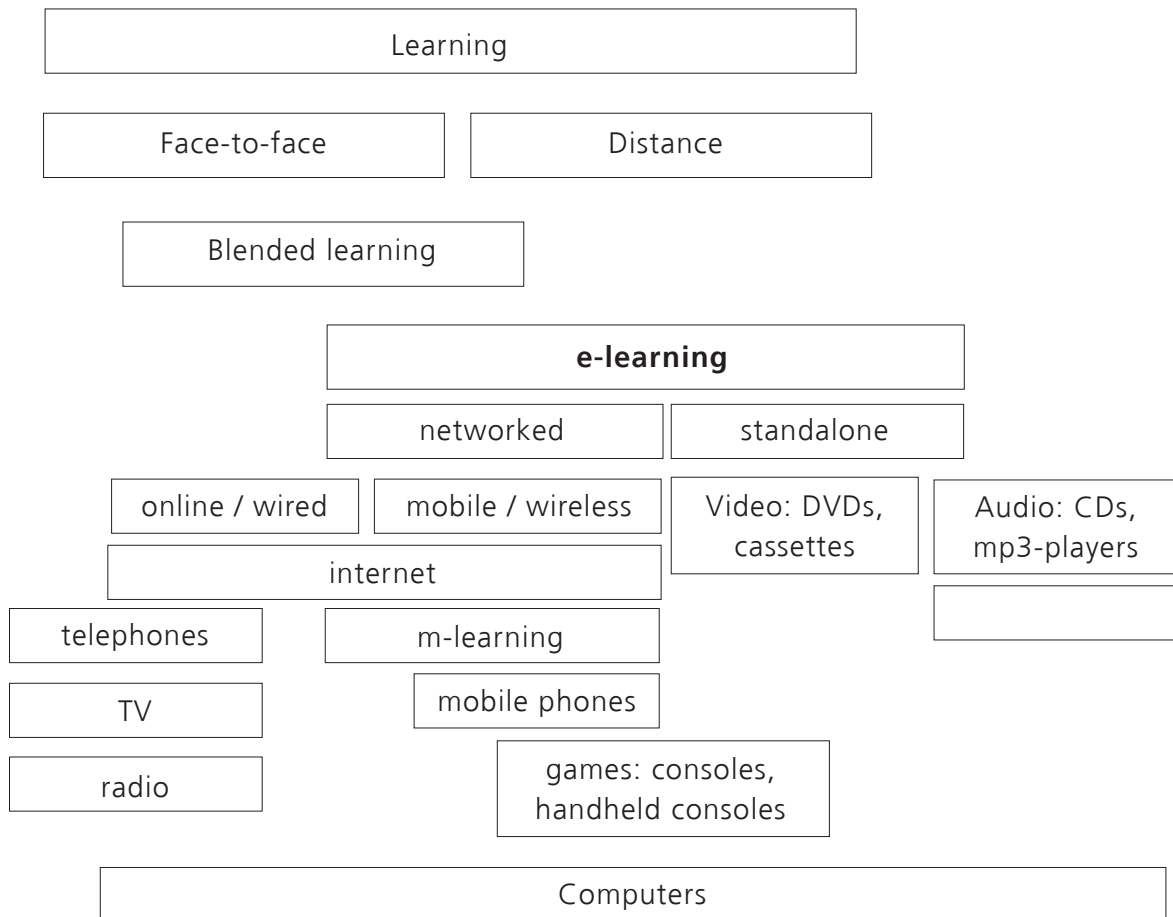 Learning
Face-to-face
Distance
Blended learning
e-learning
networked
standalone
online / wired
mobile / wireless
Video: DVDs,
cassettes
Audio: CDs,
mp3-players
internet
telephones
m-learning
mobile phones
TV
games: consoles,
handheld consoles
radio
Computers